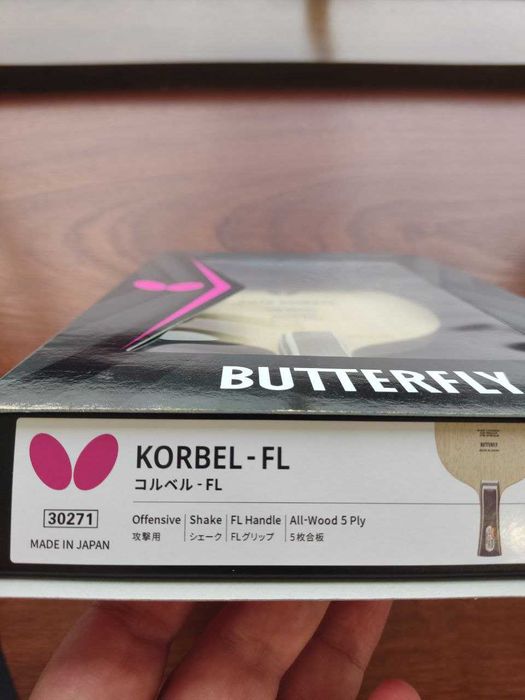 BUTTERFLY
KORBEL - FL
コルベル - FL
30271
MADE IN JAPAN
Offensive Shake FL Handle All-Wood 5 Ply
攻撃用 シェーク FLグリップ 5枚合板
BUTTERFLY